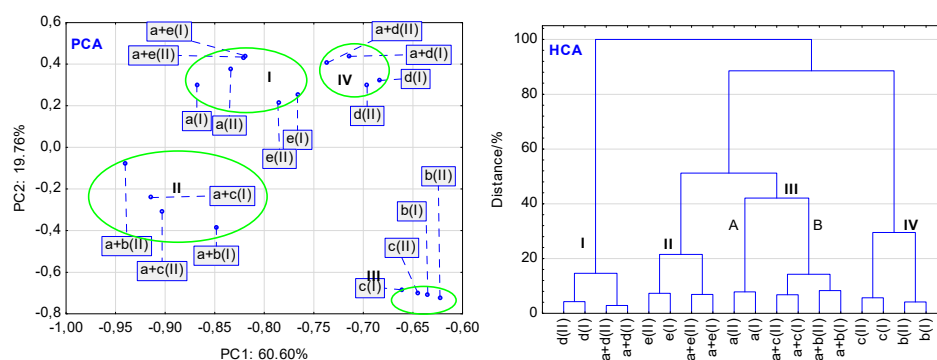 PCA
0,6
0,4
0,2
0,0
-0,2
-0,4
-0,6
-0,8
PC2: 19.76%
a+e(I)
a+e(II)
I
a(I)
a(II)
e(II)
e(I)
a+d(II)
a+d(I)
IV
d(I)
d(II)
II
a+c(I)
a+b(II)
a+c(II)
a+b(I)
b(II)
b(I)
c(II)
III
c(I)
-1,00 -0,95 -0,90 -0,85 -0,80 -0,75 -0,70 -0,65 -0,60
PC1: 60.60%
HCA
100
80
60
40
20
0
Distance/%
I
II
III
A
B
IV
d(II)
d(I)
a+d(II)
a+d(I)
e(II)
e(I)
a+e(II)
a+e(I)
a(II)
a(I)
a+c(II)
a+c(I)
a+b(II)
a+b(I)
c(II)
c(I)
b(II)
b(I)